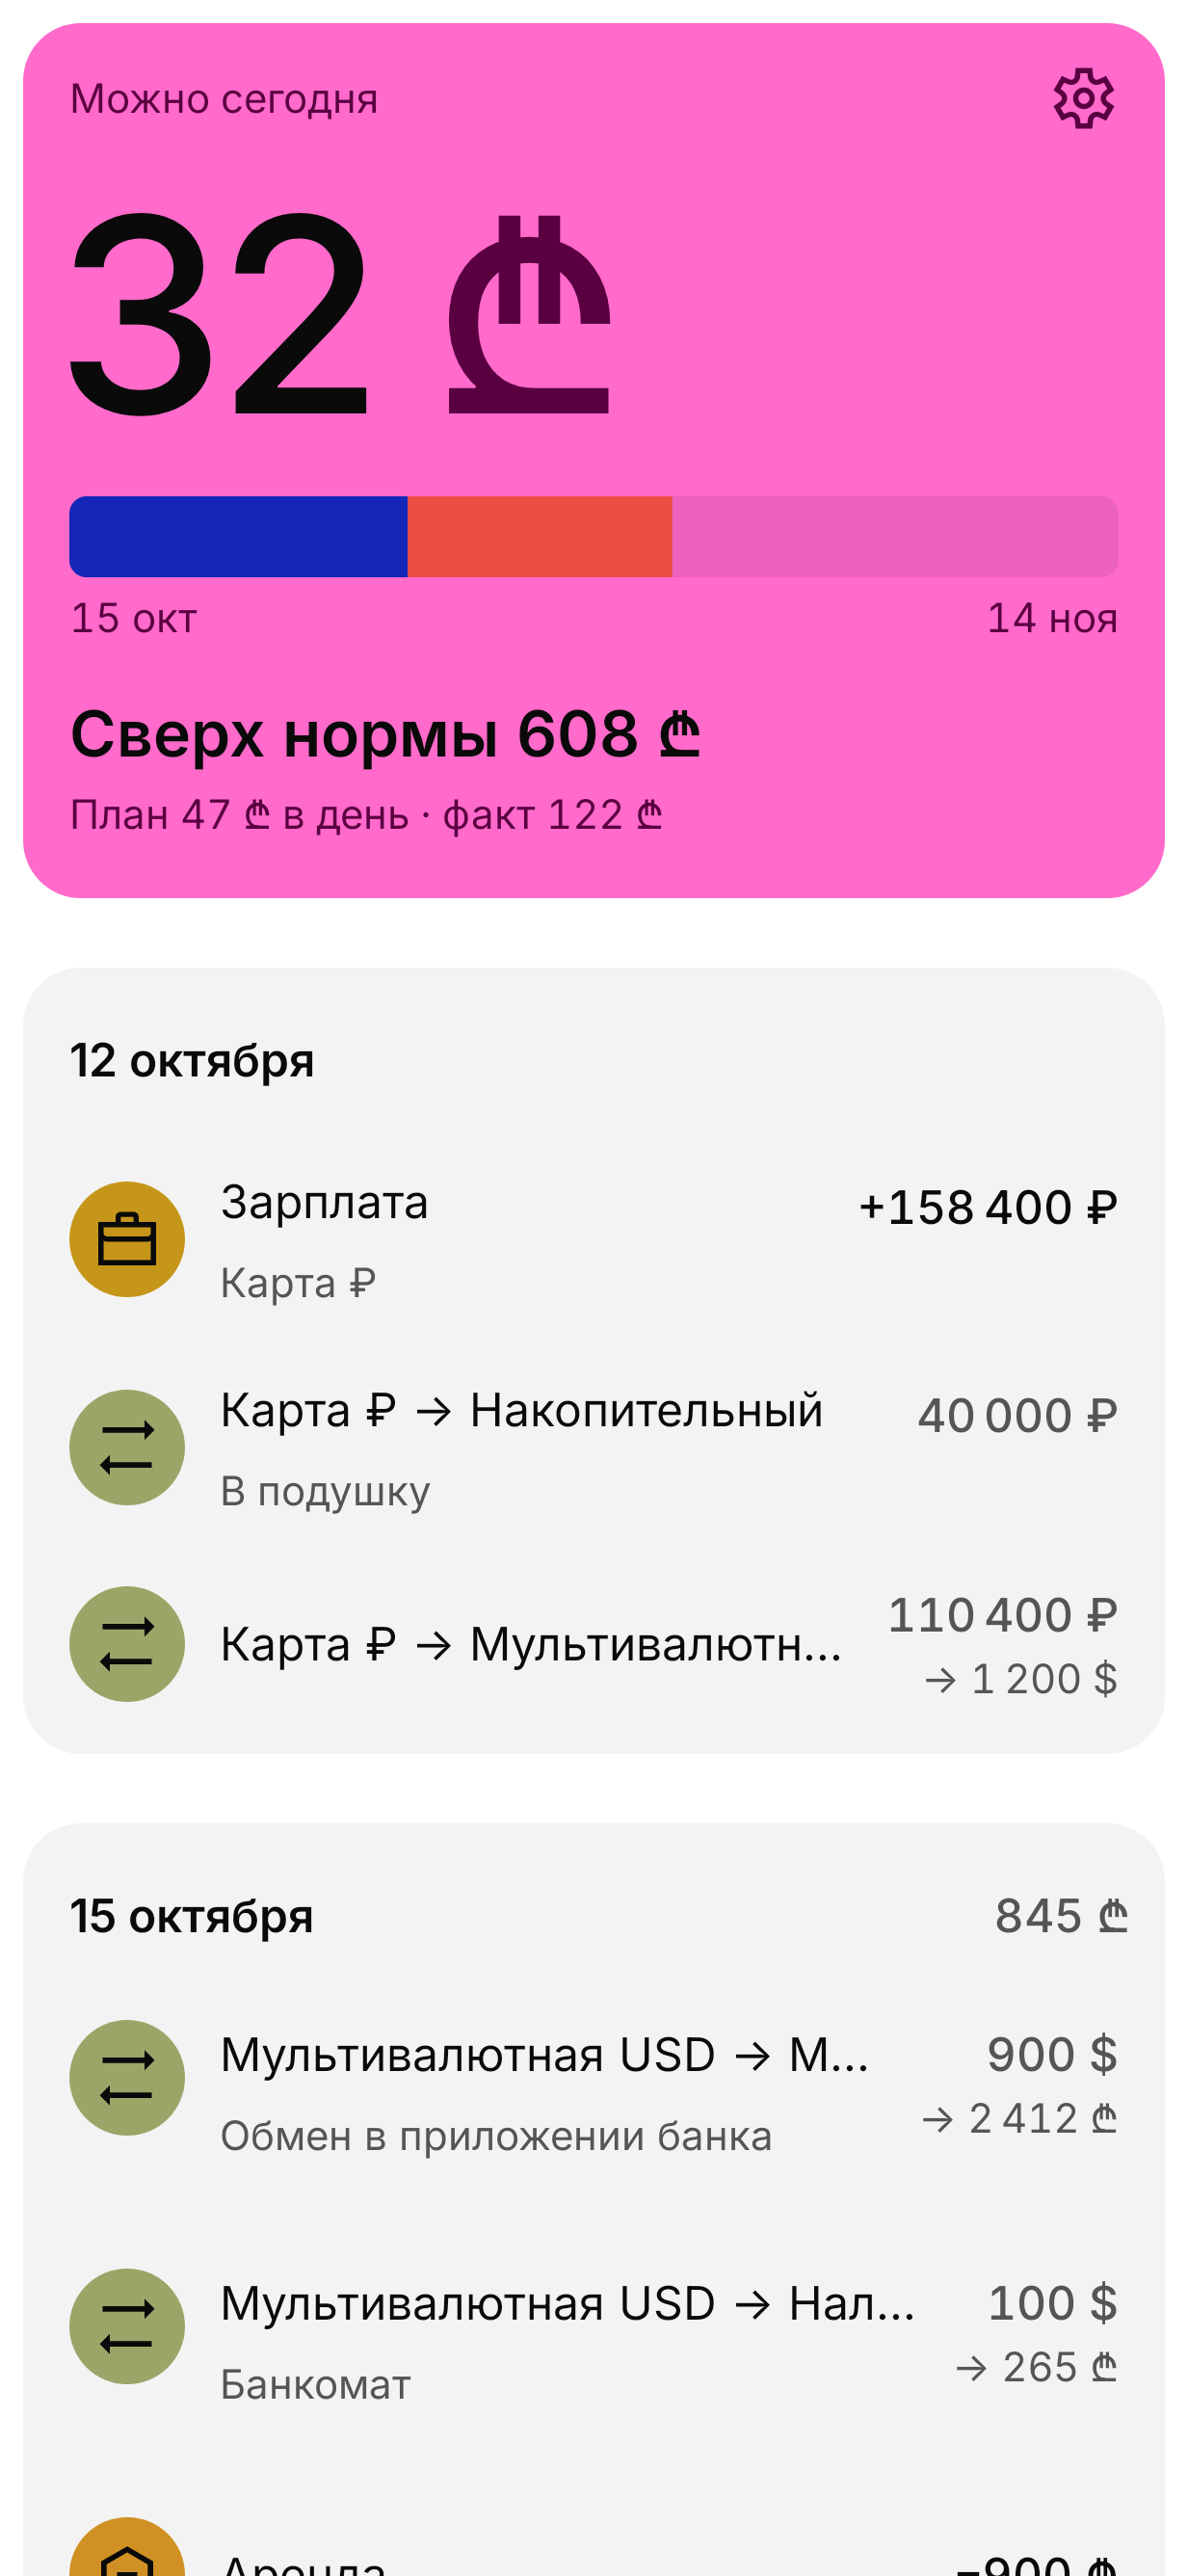 Можно сегодня
32 ₾
15 окт 14 ноя
Сверх нормы 608 ₾
План 47 ₾ в день · факт 122 ₾
12 октября
Зарплата +158 400 ₽
Карта ₽
Карта ₽ → Накопительный 40 000 ₽
В подушку
Карта ₽ → Мультивалютн... 110 400 ₽
→ 1 200 $
15 октября 845 ₾
Мультивалютная USD → М... 900 $
Обмен в приложении банка → 2 412 ₾
Мультивалютная USD → Нал... 100 $
Банкомат → 265 ₾
Аренда −900 ₾